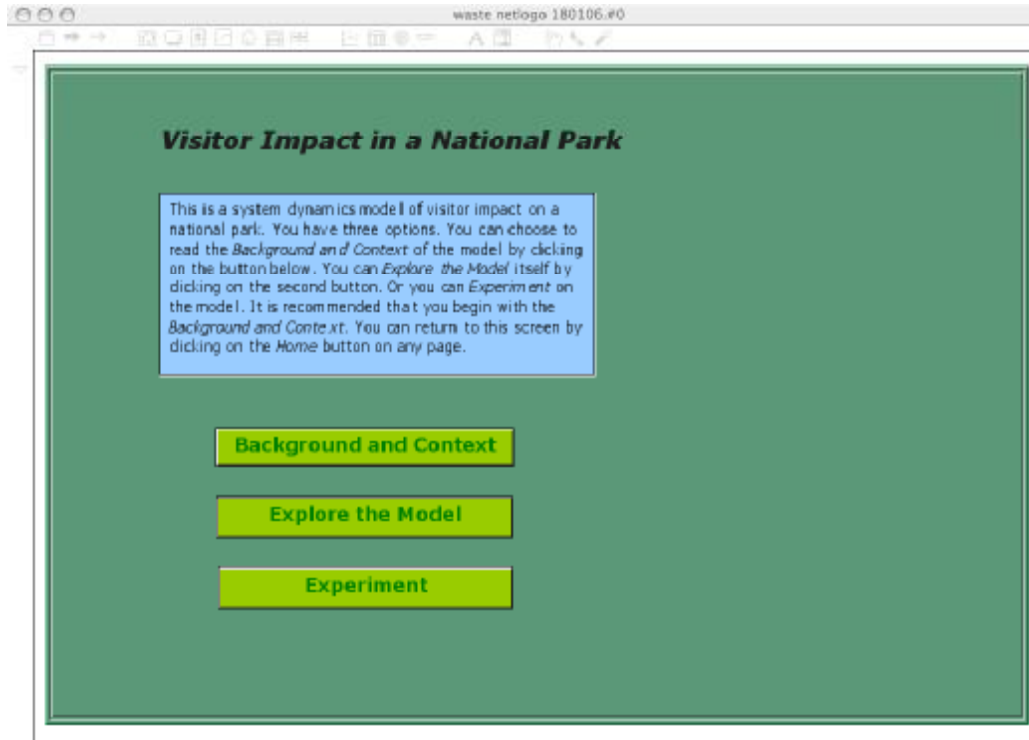 waste netlogo 180106.#0
Visitor Impact in a National Park
This is a system dynamics modell of visitor impact on a
national park. You have three options. You can choose to
read the Background and Context of the model by clicking
on the button below. You can Explore the Model itself by
clicking on the second button. Or you can Experiment on
the model. It is recommended that you begin with the
Background and Context. You can return to this screen by
clicking on the Home button on any page.
Background and Context
Explore the Model
Experiment